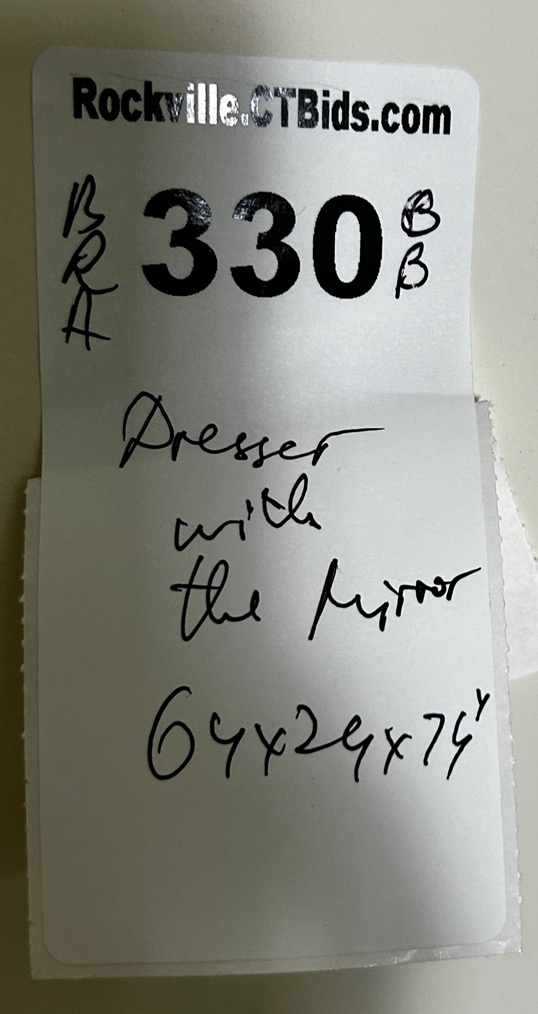 Rockville.CTBids.com
B
R
A
330
B
B
Dresser
with
the Mirror
64x24x74"